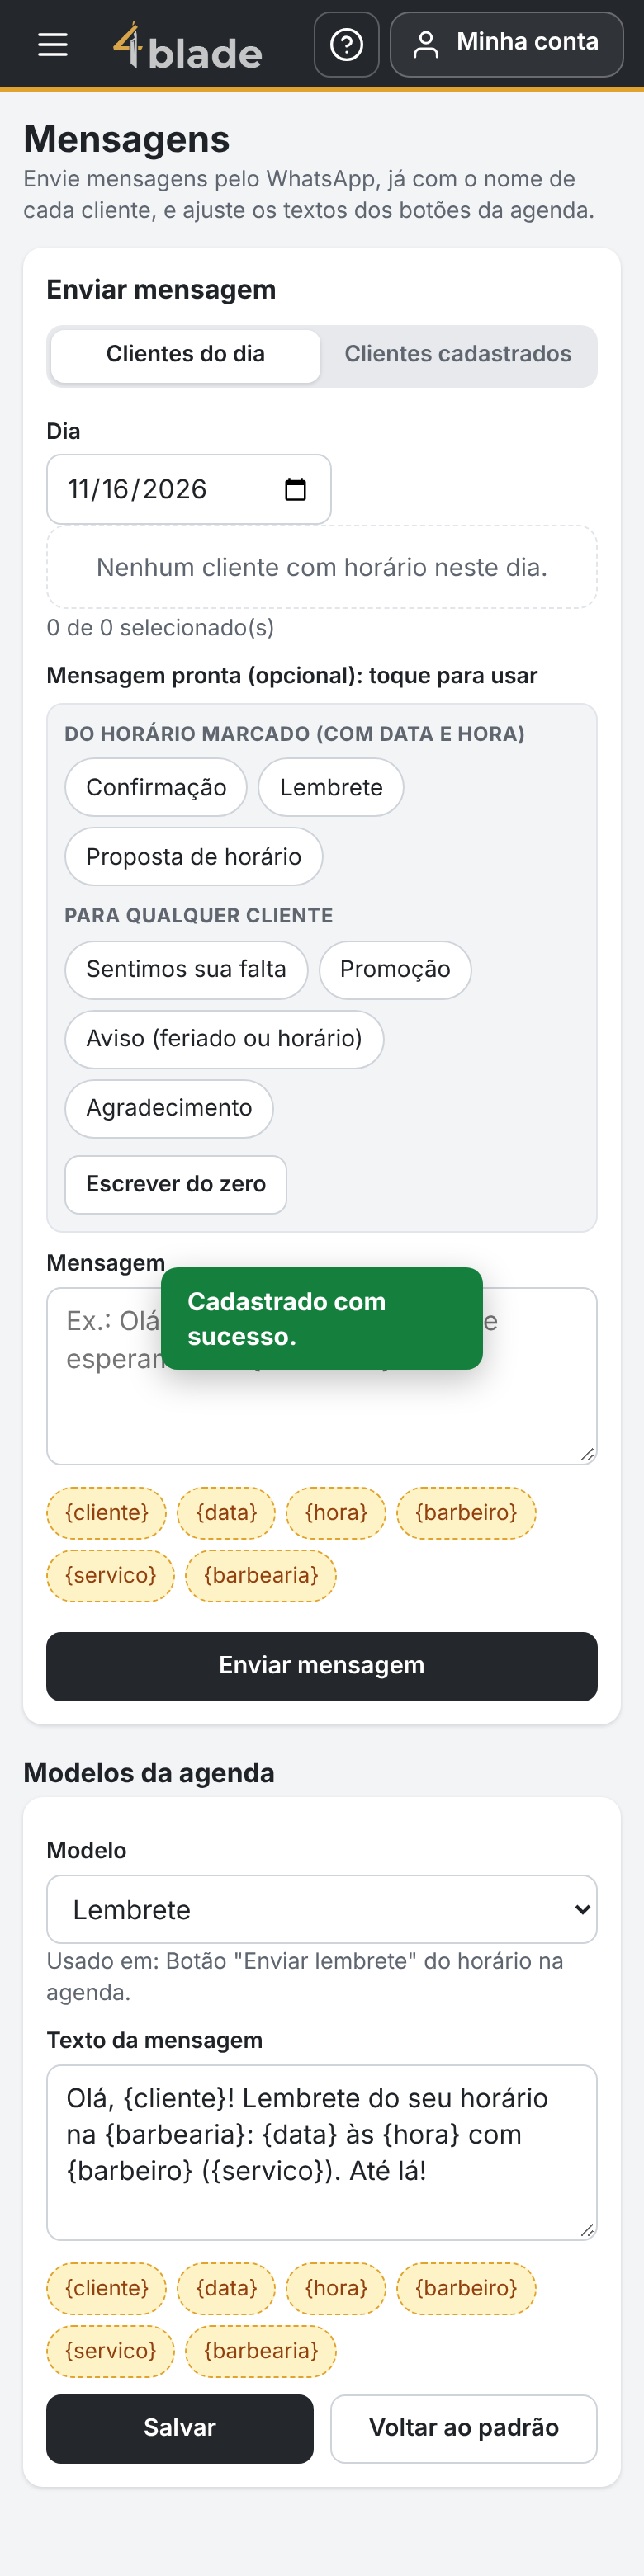 4blade
Minha conta
Mensagens
Envie mensagens pelo WhatsApp, já com o nome de
cada cliente, e ajuste os textos dos botões da agenda.
Enviar mensagem
Clientes do dia
Clientes cadastrados
Dia
11/16/2026
Nenhum cliente com horário neste dia.
0 de 0 selecionado(s)
Mensagem pronta (opcional): toque para usar
DO HORÁRIO MARCADO (COM DATA E HORA)
Confirmação
Lembrete
Proposta de horário
PARA QUALQUER CLIENTE
Sentimos sua falta
Promoção
Aviso (feriado ou horário)
Agradecimento
Escrever do zero
Mensagem
Cadastrado com
sucesso.
Ex.: Olá
{cliente}
{data}
{hora}
{barbeiro}
{servico}
{barbearia}
Enviar mensagem
Modelos da agenda
Modelo
Lembrete
Usado em: Botão "Enviar lembrete" do horário na
agenda.
Texto da mensagem
Olá, {cliente}! Lembrete do seu horário
na {barbearia}: {data} às {hora} com
{barbeiro} ({servico}). Até lá!
{cliente}
{data}
{hora}
{barbeiro}
{servico}
{barbearia}
Salvar
Voltar ao padrão